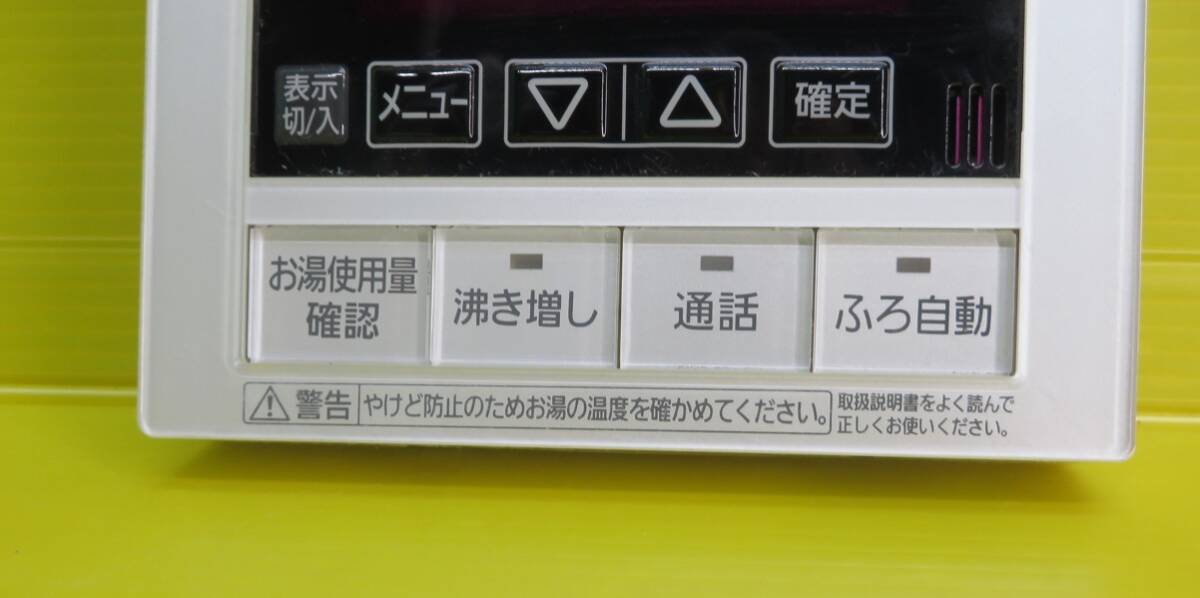 表示
切/入
メニュー
▽
△
確定
お湯使用量
確認
沸き増し
通話
ふろ自動
警告
やけど防止のためお湯の温度を確かめてください。
取扱説明書をよく読んで
正しくお使いください。